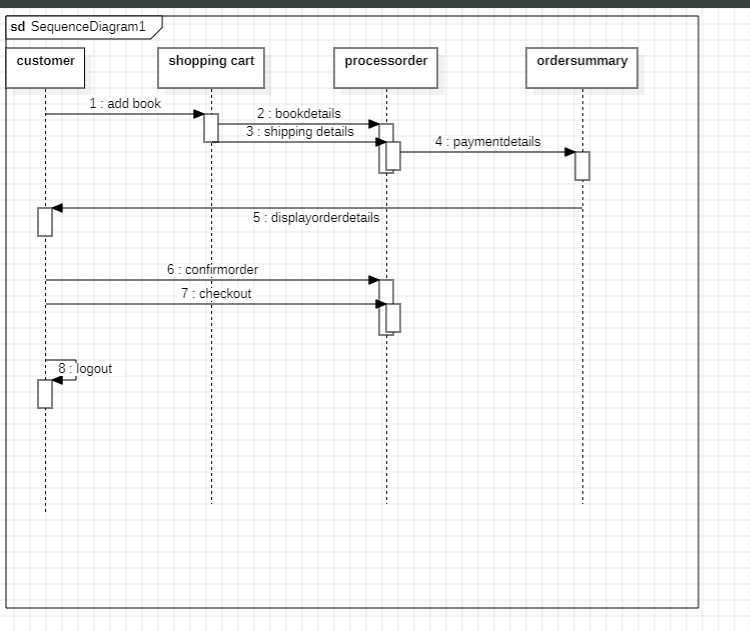 sd SequenceDiagram1
customer
shopping cart
processorder
ordersummary
1 : add book
2 : bookdetails
3 : shipping details
4 : paymentdetails
5 : displayorderdetails
6 : confirmorder
7 : checkout
8 : logout